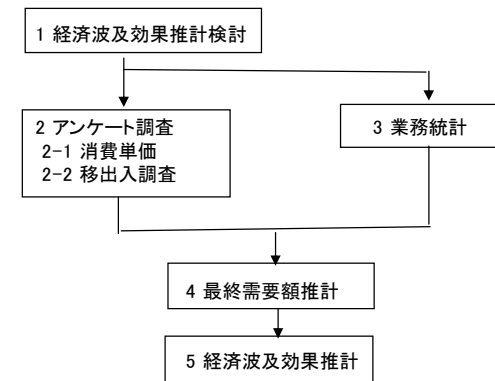 1 経済波及効果推計検討
2 アンケート調査
2-1 消費単価
2-2 移出入調査
3 業務統計
4 最終需要額推計
5 経済波及効果推計